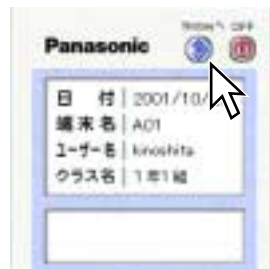 OFF
Panasonic
日 付 2001/10/
端末名 A01
ユーザー名 kinoshita
クラス名 1年1組